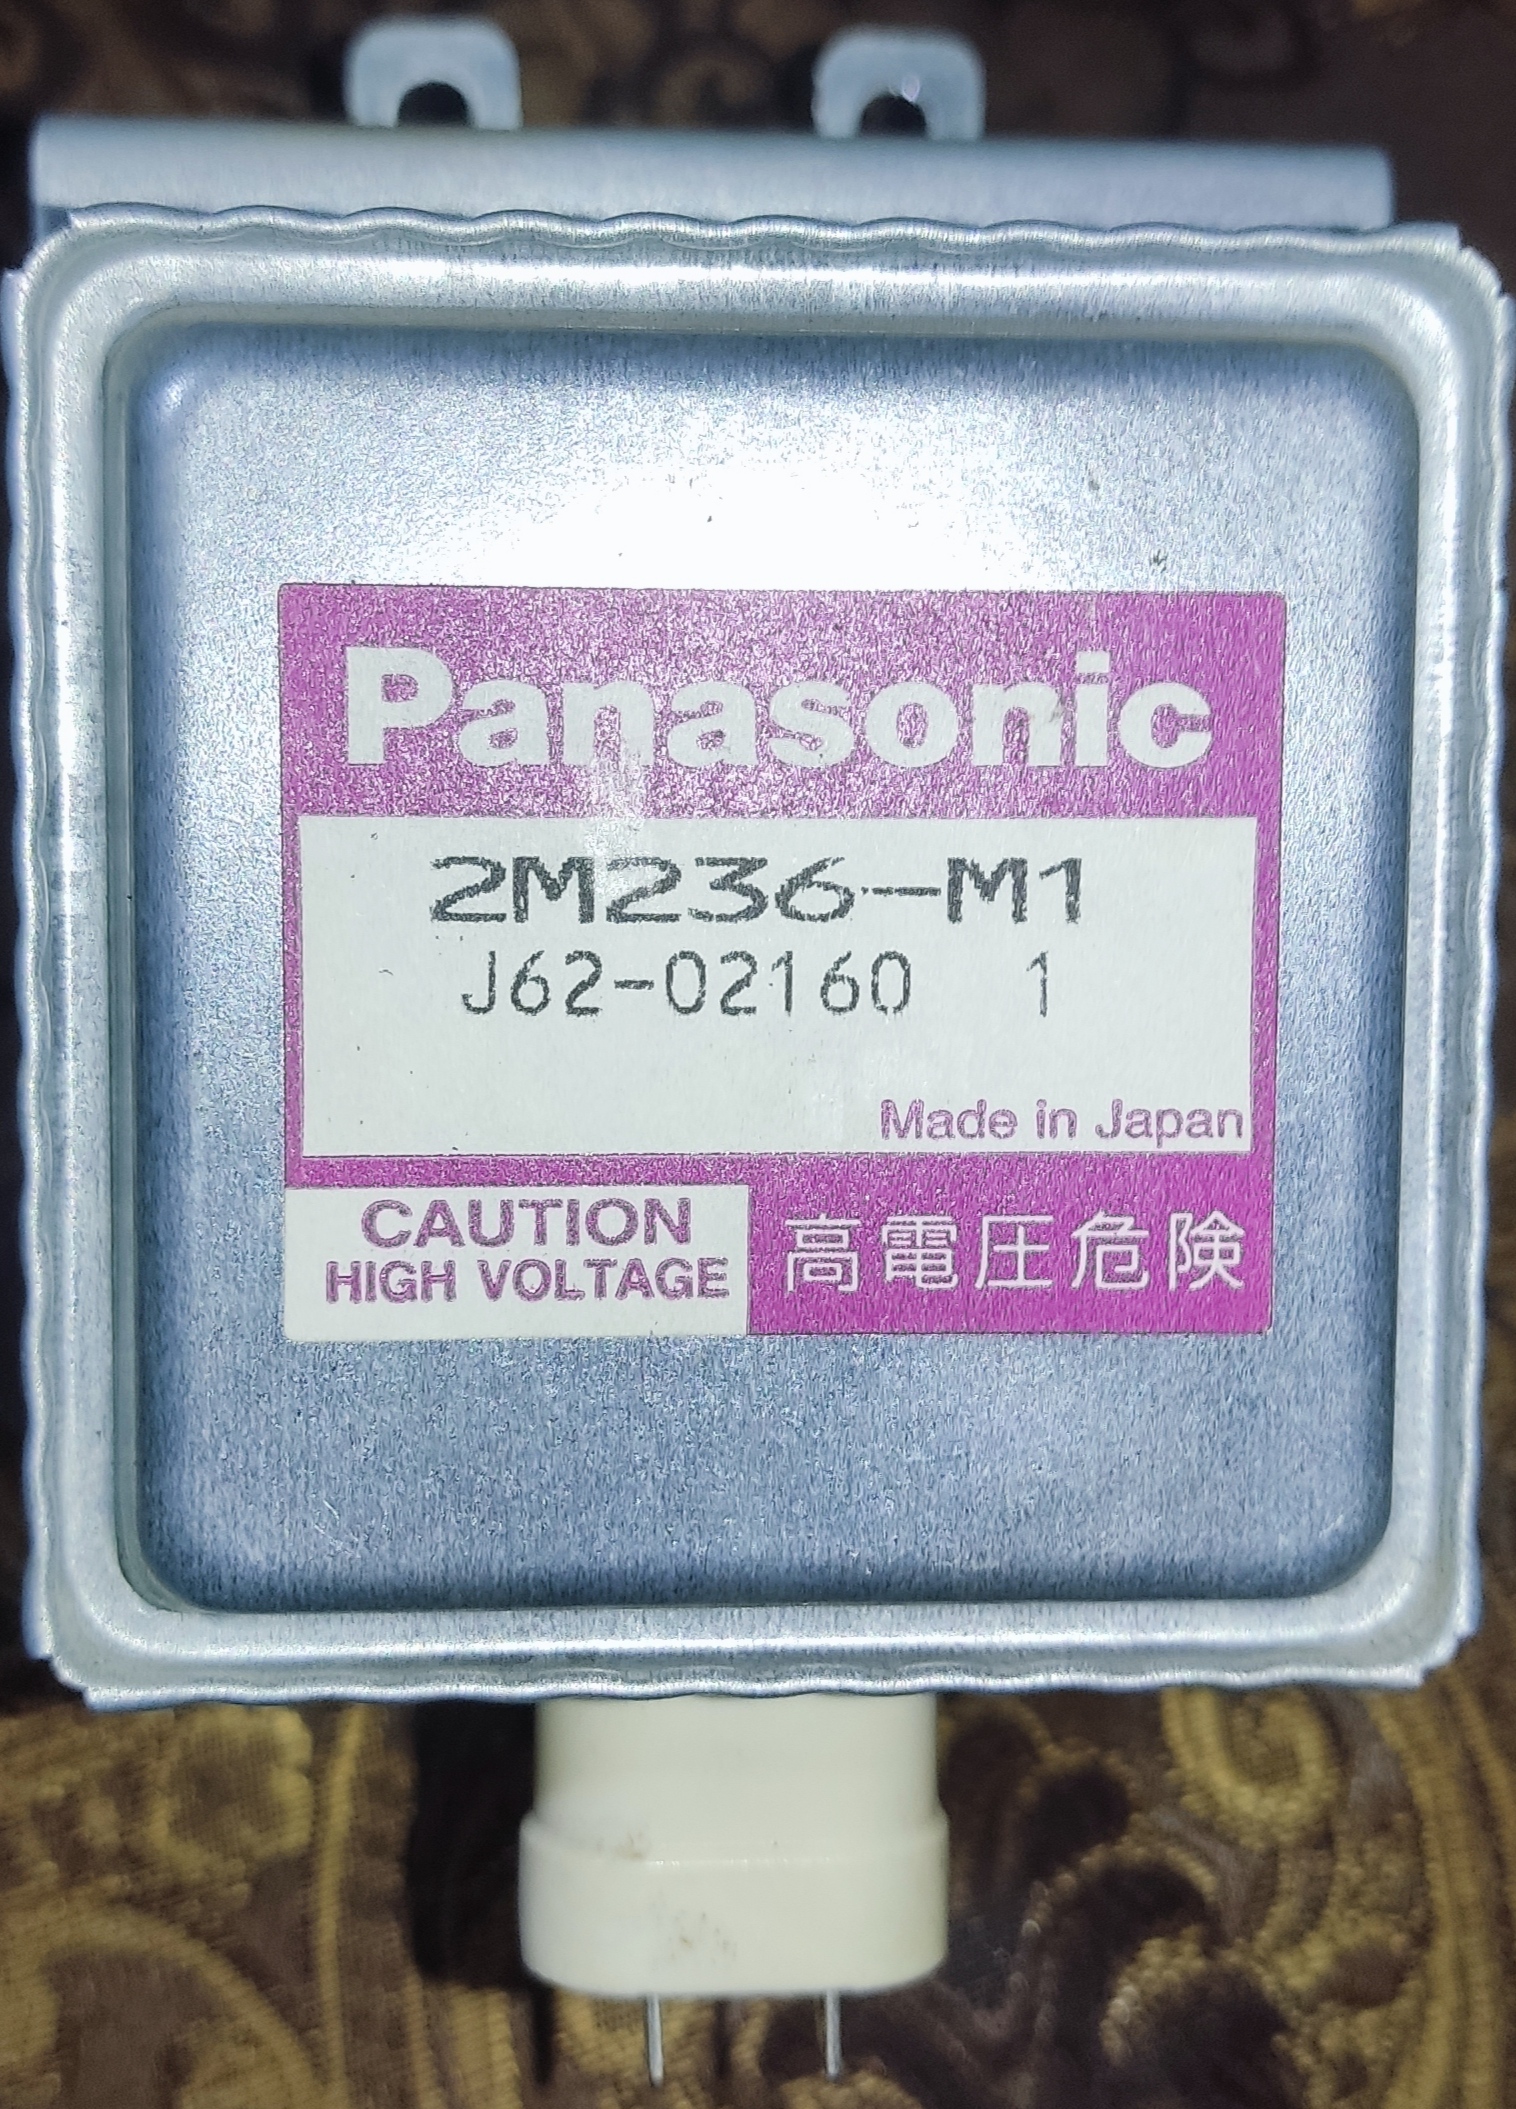 Panasonic
2M236-M1
J62-02160 1
Made in Japan
CAUTION
HIGH VOLTAGE
高電圧危険